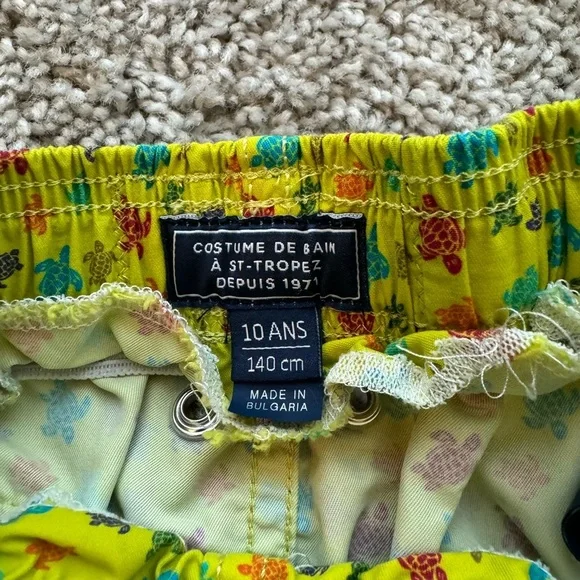 COSTUME DE BAIN
À ST-TROPEZ
DEPUIS 1971
10 ANS
140 cm
MADE IN
BULGARIA